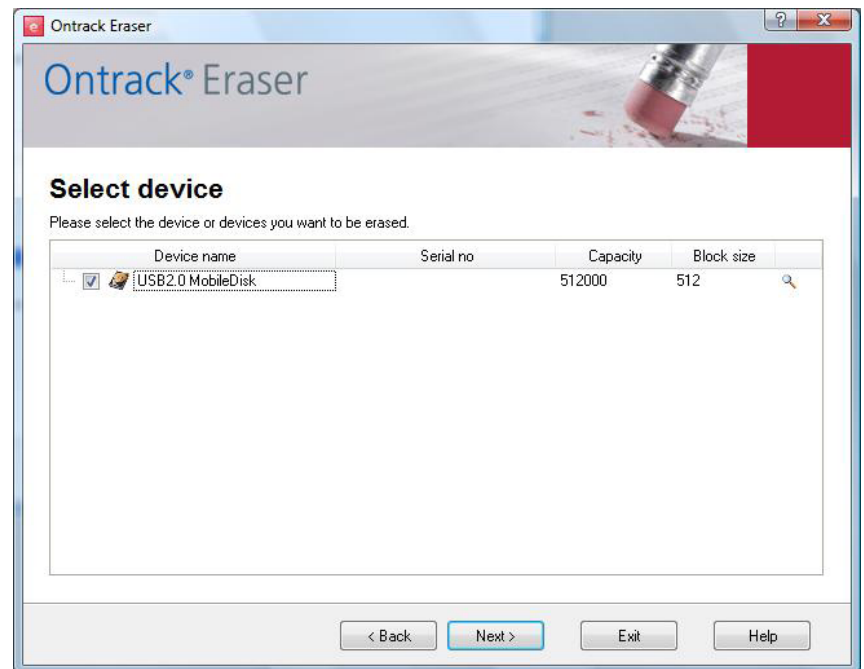 e Ontrack Eraser ? X
Ontrack® Eraser
Select device
Please select the device or devices you want to be erased.
Device name Serial no Capacity Block size
USB2.0 MobileDisk 512000 512
< Back Next > Exit Help